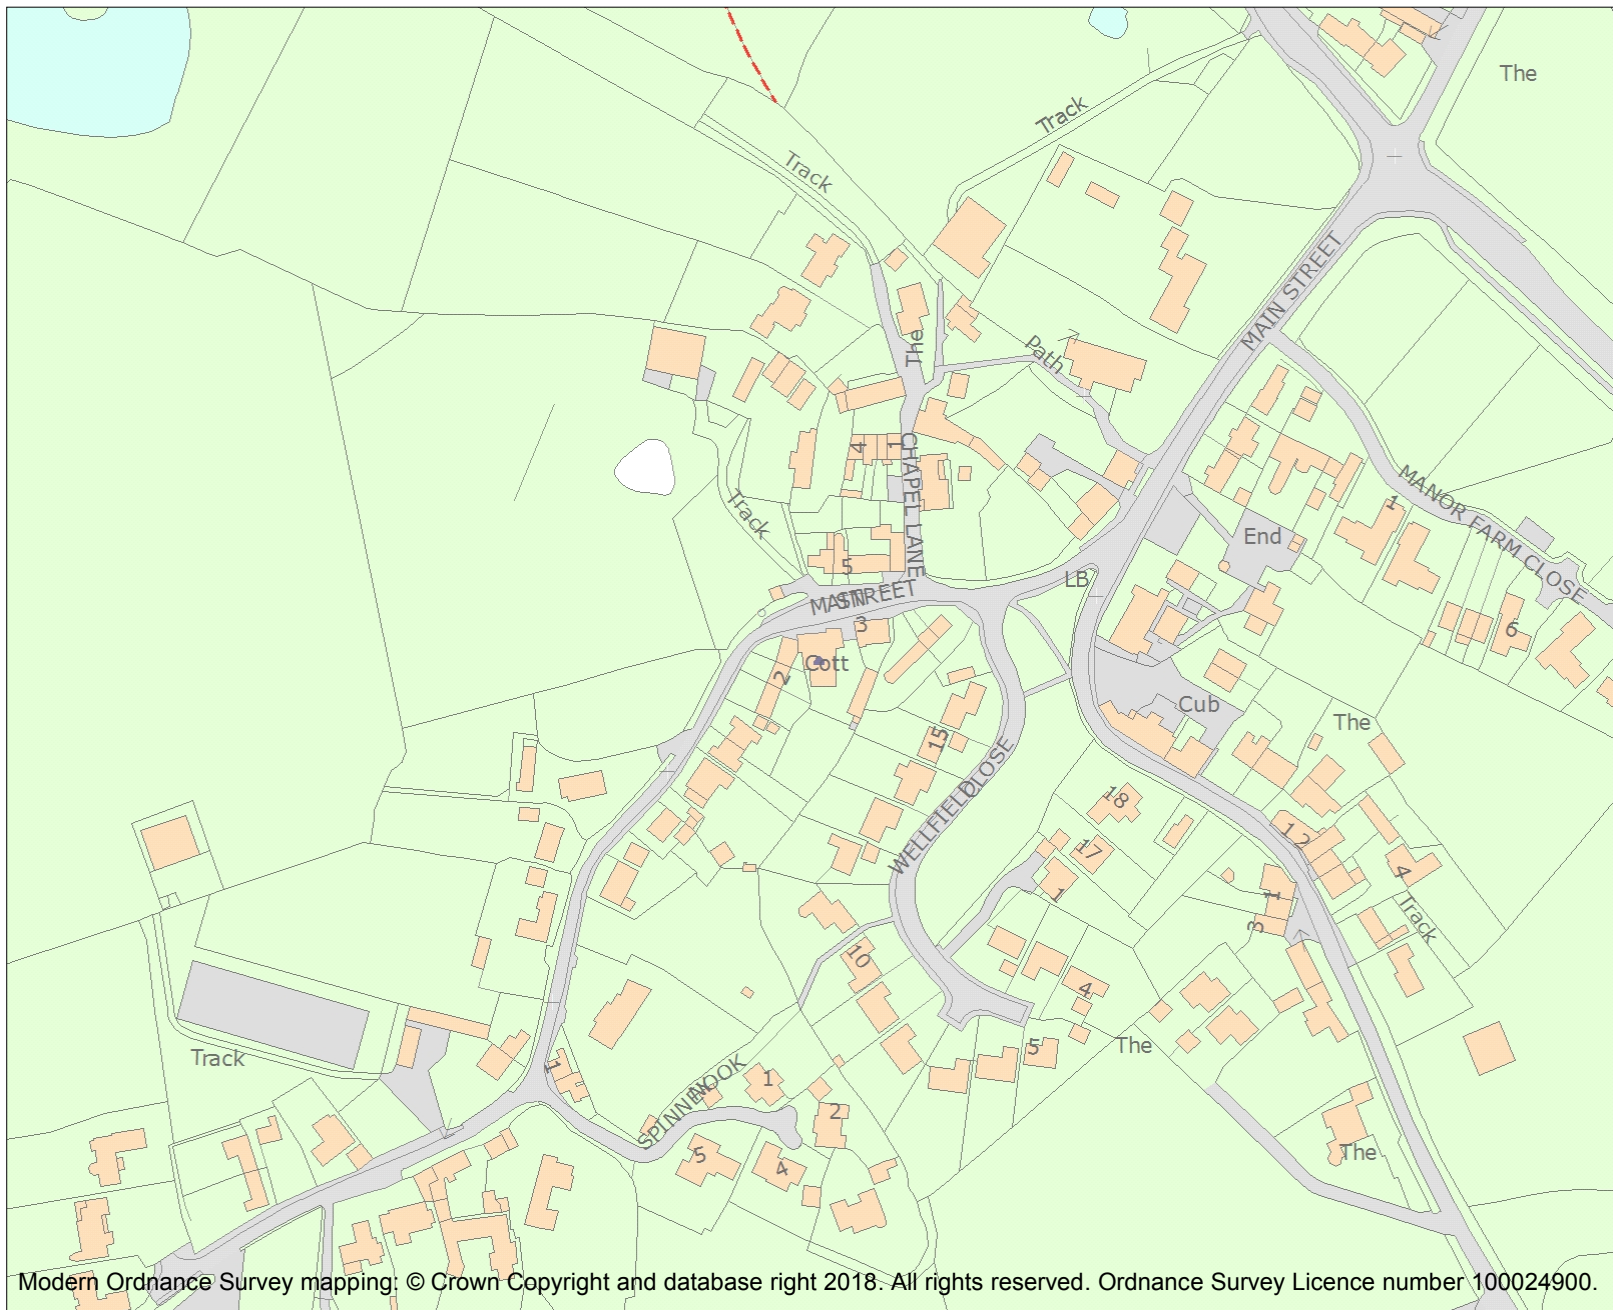 The
Track
Track
MAIN STREET
The
Path
7
4
1
CHAPEL LANE
MANOR FARM CLOSE
1
Track
End
5
LB
MAIN STREET
3
6
Cott
2
Cub
The
15
WELLFIELD CLOSE
18
12
17
4
1
1
Track
3
10
4
Track
The
5
1
SPINNEY NOOK
1
2
5
4
The
Modern Ordnance Survey mapping: © Crown Copyright and database right 2018. All rights reserved. Ordnance Survey Licence number 100024900.